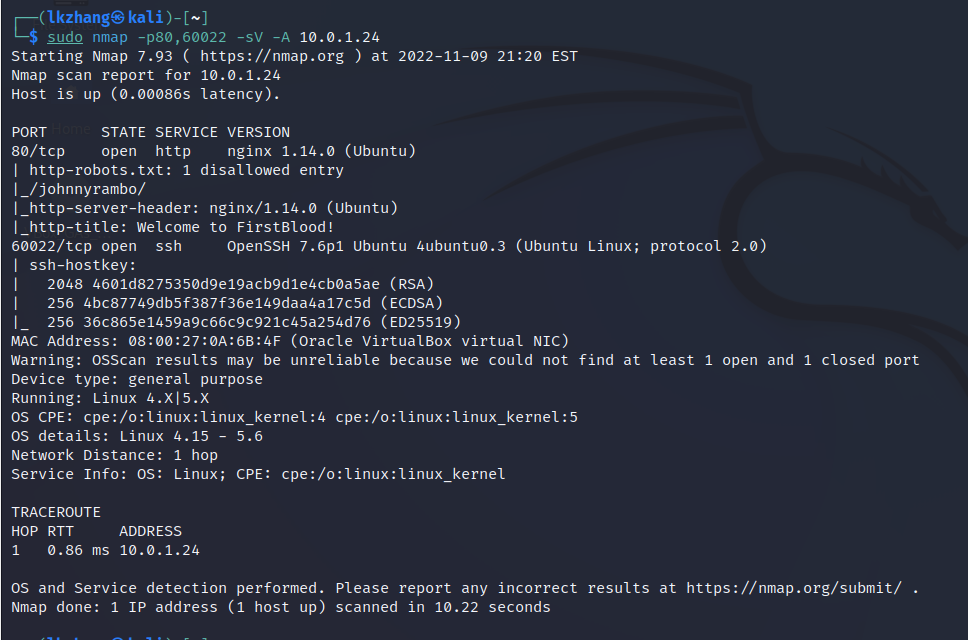 ┌──(lkzhang㉿kali)-[~]
└─$ sudo nmap -p80,60022 -sV -A 10.0.1.24
Starting Nmap 7.93 ( https://nmap.org ) at 2022-11-09 21:20 EST
Nmap scan report for 10.0.1.24
Host is up (0.00086s latency).

PORT      STATE SERVICE VERSION
80/tcp    open  http    nginx 1.14.0 (Ubuntu)
| http-robots.txt: 1 disallowed entry
|_/johnnyrambo/
|_http-server-header: nginx/1.14.0 (Ubuntu)
|_http-title: Welcome to FirstBlood!
60022/tcp open  ssh     OpenSSH 7.6p1 Ubuntu 4ubuntu0.3 (Ubuntu Linux; protocol 2.0)
| ssh-hostkey:
|   2048 4601d8275350d9e19acb9d1e4cb0a5ae (RSA)
|   256 4bc87749db5f387f36e149daa4a17c5d (ECDSA)
|_  256 36c865e1459a9c66c9c921c45a254d76 (ED25519)
MAC Address: 08:00:27:0A:6B:4F (Oracle VirtualBox virtual NIC)
Warning: OSScan results may be unreliable because we could not find at least 1 open and 1 closed port
Device type: general purpose
Running: Linux 4.X|5.X
OS CPE: cpe:/o:linux:linux_kernel:4 cpe:/o:linux:linux_kernel:5
OS details: Linux 4.15 - 5.6
Network Distance: 1 hop
Service Info: OS: Linux; CPE: cpe:/o:linux:linux_kernel

TRACEROUTE
HOP RTT     ADDRESS
1   0.86 ms 10.0.1.24

OS and Service detection performed. Please report any incorrect results at https://nmap.org/submit/ .
Nmap done: 1 IP address (1 host up) scanned in 10.22 seconds